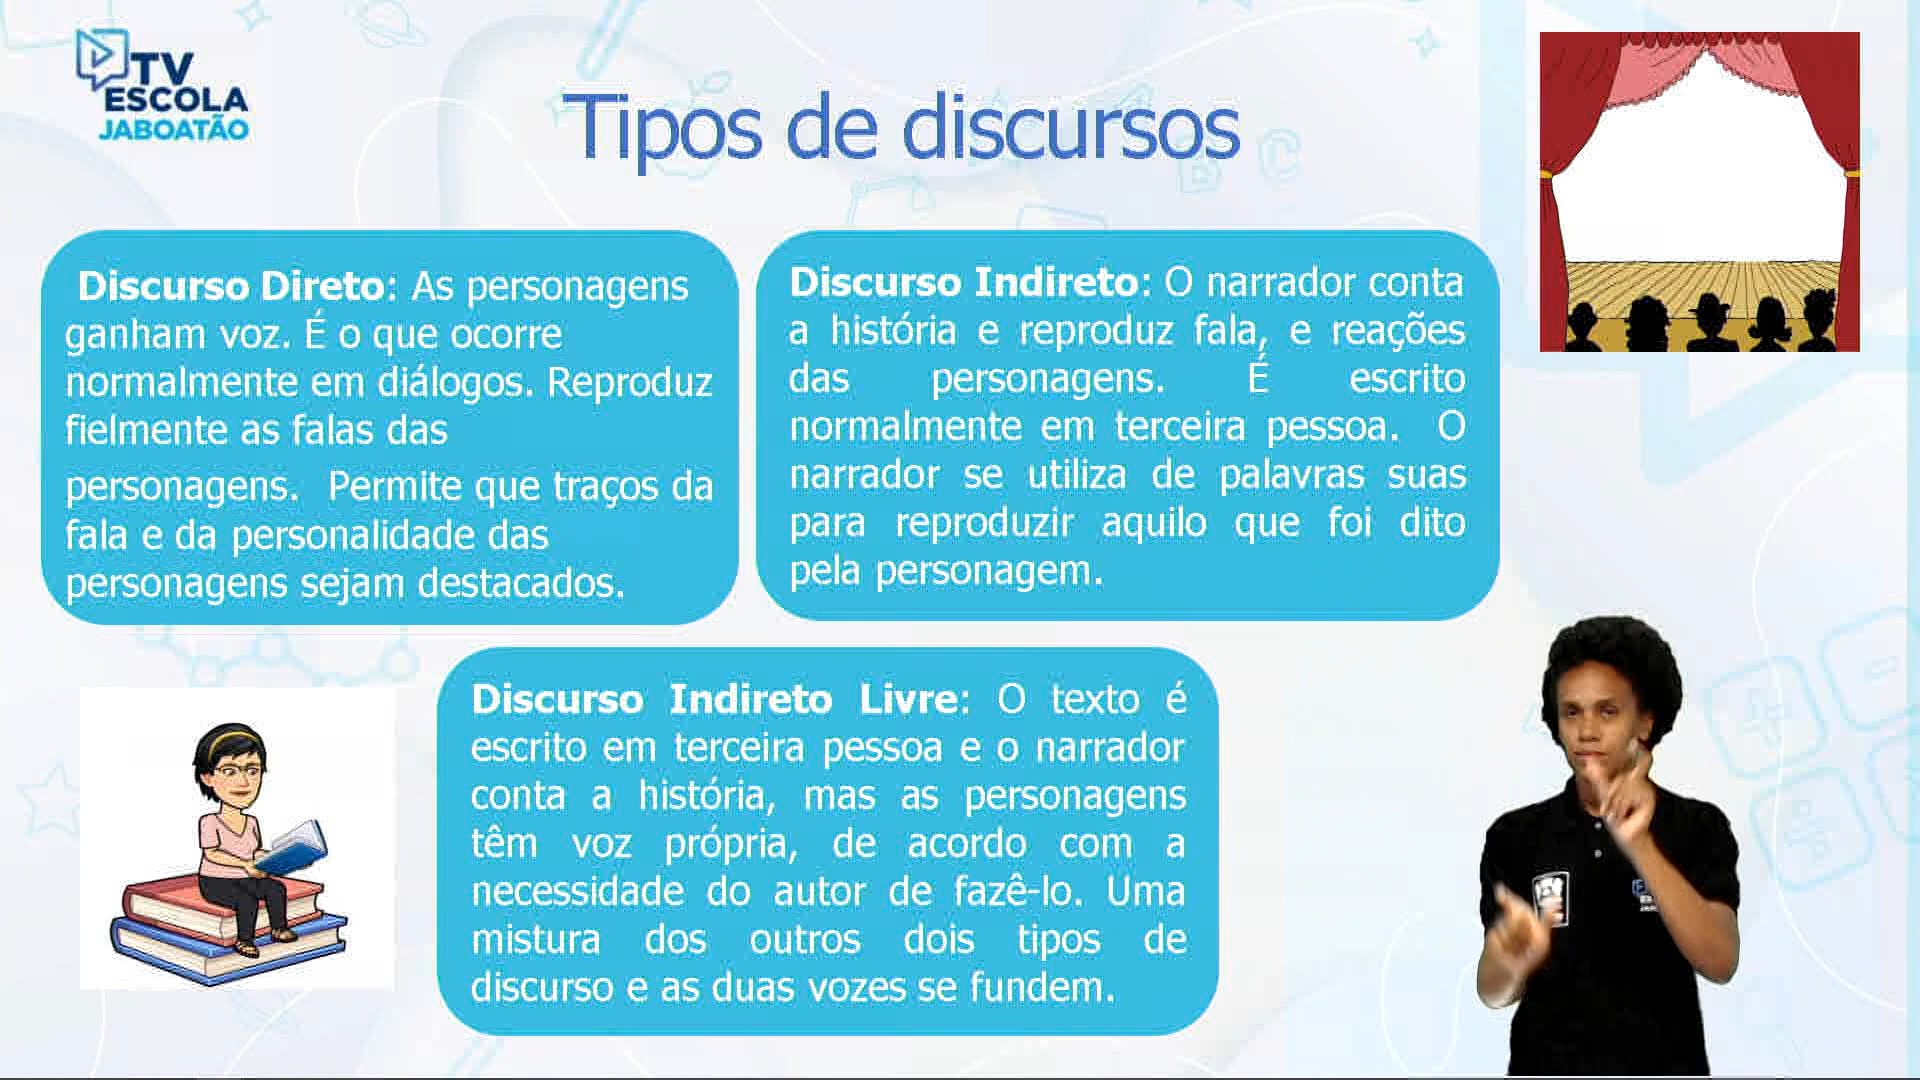 TV
ESCOLA
JABOATÃO
Tipos de discursos
Discurso Direto: As personagens
ganham voz. É o que ocorre
normalmente em diálogos. Reproduz
fielmente as falas das
personagens. Permite que traços da
fala e da personalidade das
personagens sejam destacados.
Discurso Indireto: O narrador conta
a história e reproduz fala, e reações
das personagens. É escrito
normalmente em terceira pessoa. O
narrador se utiliza de palavras suas
para reproduzir aquilo que foi dito
pela personagem.
Discurso Indireto Livre: O texto é
escrito em terceira pessoa e o narrador
conta a história, mas as personagens
têm voz própria, de acordo com a
necessidade do autor de fazê-lo. Uma
mistura dos outros dois tipos de
discurso e as duas vozes se fundem.